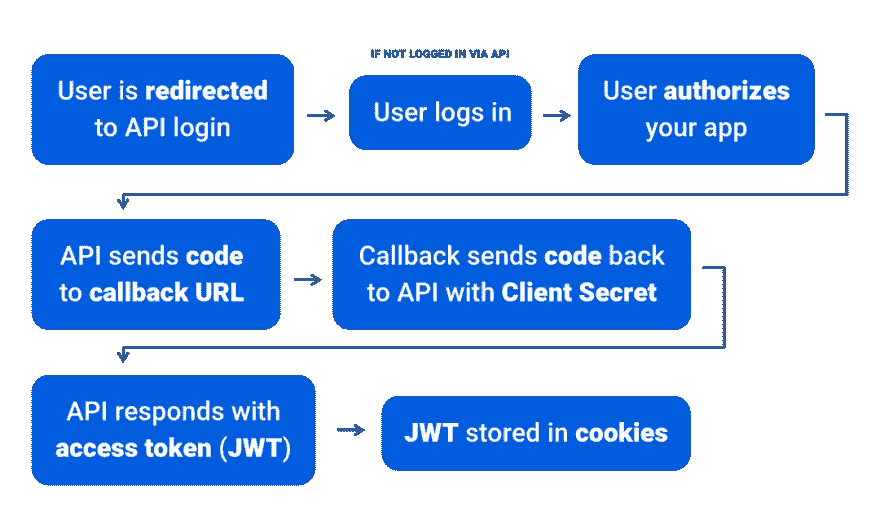 IF NOT LOGGED IN VIA API
User is redirected
to API login
User logs in
User authorizes
your app
API sends code
to callback URL
Callback sends code back
to API with Client Secret
API responds with
access token (JWT)
JWT stored in cookies